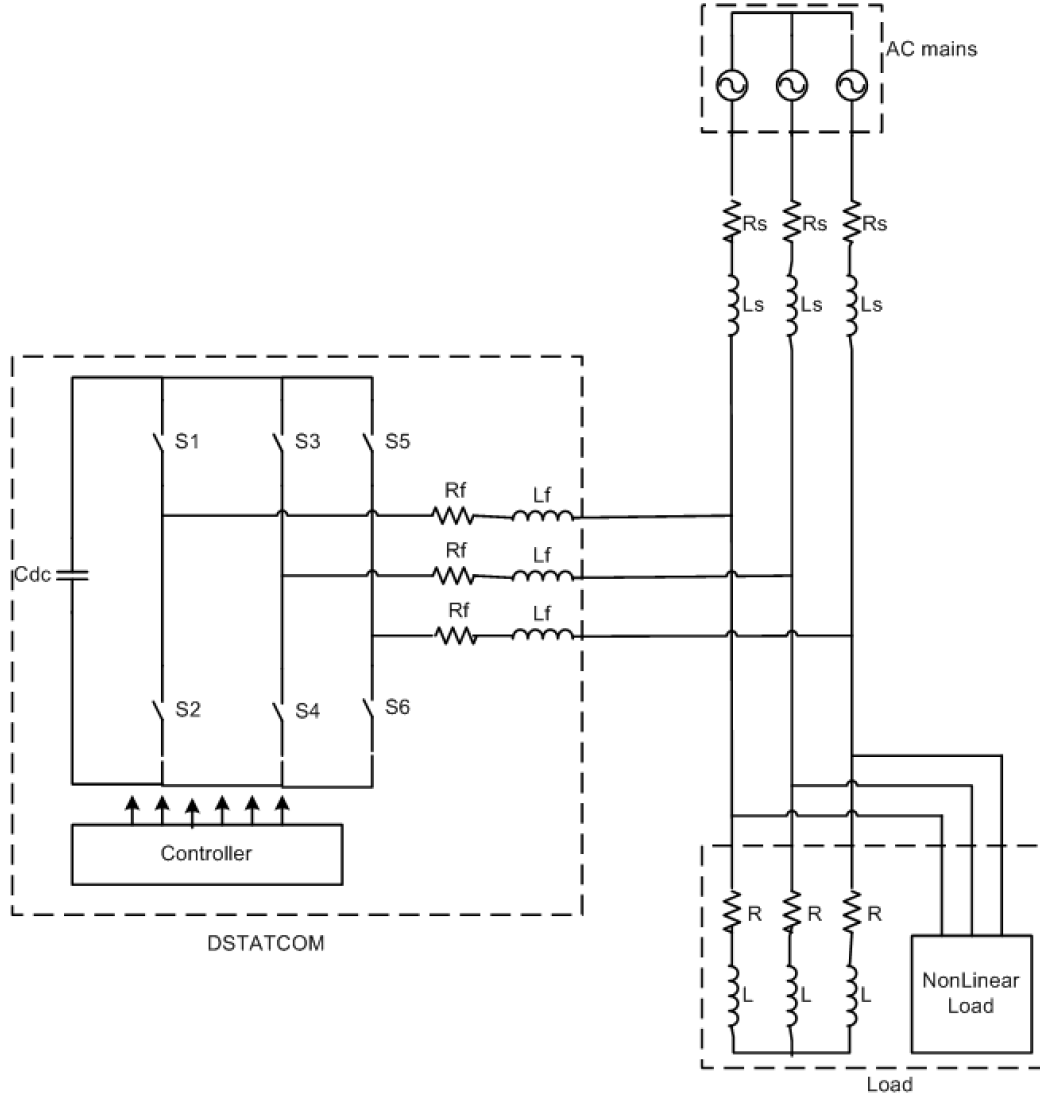 AC mains
Rs Rs Rs
Ls Ls Ls
S1 S3 S5
Rf Lf
Rf Lf
Rf Lf
Cdc
S2 S4 S6
Controller
DSTATCOM
R R R
L L L
NonLinear
Load
Load